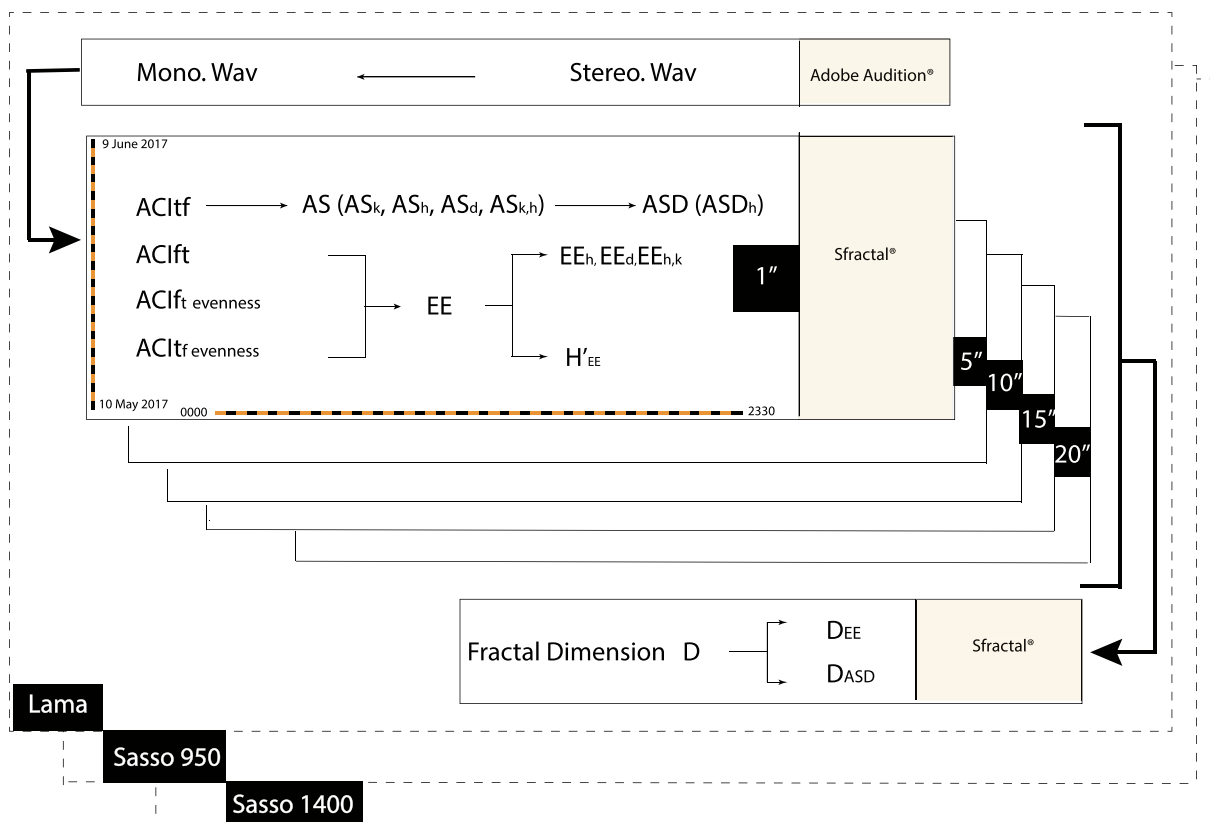 Mono. Wav Stereo. Wav Adobe Audition®
9 June 2017
ACItf AS (ASk, ASh, ASd, ASk,h) ASD (ASDh)
ACIft EEh, EEd,EEh,k 1” Sfractal®
ACIft evenness EE
ACItf evenness H’EE
5”
10”
15”
20”
10 May 2017 0000 2330
Fractal Dimension D DEE Sfractal®
DASD
Lama
Sasso 950
Sasso 1400